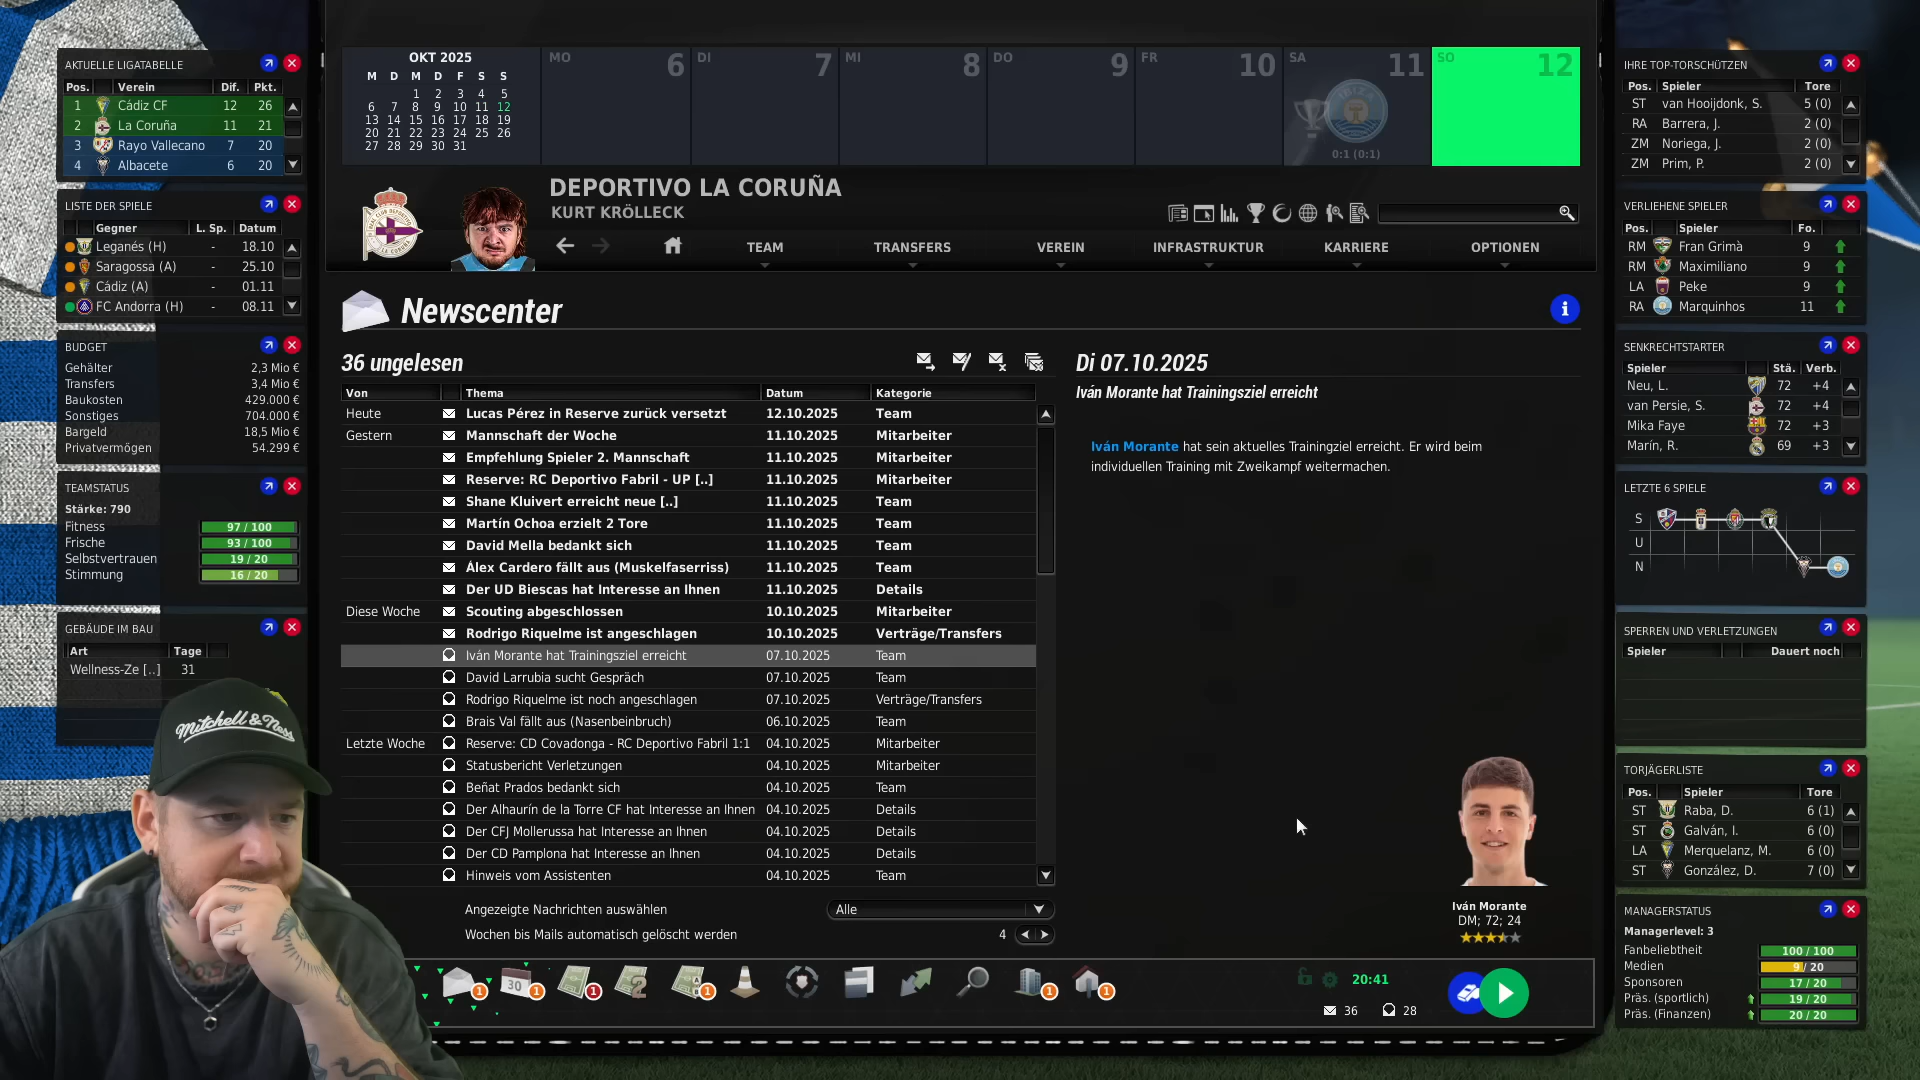 AKTUELLE LIGATABELLE
Pos. Verein Dif. Pkt.
1 Cádiz CF 12 26
2 La Coruña 11 21
3 Rayo Vallecano 7 20
4 Albacete 6 20
LISTE DER SPIELE
Gegner L. Sp. Datum
Leganés (H) - 18.10
Saragossa (A) - 25.10
Cádiz (A) - 01.11
FC Andorra (H) - 08.11
BUDGET
Gehälter 2,3 Mio €
Transfers 3,4 Mio €
Baukosten 429.000 €
Sonstiges 704.000 €
Bargeld 18,5 Mio €
Privatvermögen 54.299 €
TEAMSTATUS
Stärke: 790
Fitness 97 / 100
Frische 93 / 100
Selbstvertrauen 19 / 20
Stimmung 16 / 20
GEBÄUDE IM BAU
Art Tage
Wellness-Ze [..] 31
Mitchell & Ness
OKT 2025
M D M D F S S
1 2 3 4 5
6 7 8 9 10 11 12
13 14 15 16 17 18 19
20 21 22 23 24 25 26
27 28 29 30 31
MO 6 DI 7 MI 8 DO 9 FR 10 SA 11 SO 12
IBIZA
0:1 (0:1)
DEPORTIVO LA CORUÑA
KURT KRÖLLECK
TEAM TRANSFERS VEREIN INFRASTRUKTUR KARRIERE OPTIONEN
Newscenter
i
36 ungelesen
Von Thema Datum Kategorie
Heute Lucas Pérez in Reserve zurück versetzt 12.10.2025 Team
Gestern Mannschaft der Woche 11.10.2025 Mitarbeiter
Empfehlung Spieler 2. Mannschaft 11.10.2025 Mitarbeiter
Reserve: RC Deportivo Fabril - UP [..] 11.10.2025 Mitarbeiter
Shane Kluivert erreicht neue [..] 11.10.2025 Team
Martín Ochoa erzielt 2 Tore 11.10.2025 Team
David Mella bedankt sich 11.10.2025 Team
Álex Cardero fällt aus (Muskelfaserriss) 11.10.2025 Team
Der UD Biescas hat Interesse an Ihnen 11.10.2025 Details
Diese Woche Scouting abgeschlossen 10.10.2025 Mitarbeiter
Rodrigo Riquelme ist angeschlagen 10.10.2025 Verträge/Transfers
Iván Morante hat Trainingsziel erreicht 07.10.2025 Team
David Larrubia sucht Gespräch 07.10.2025 Team
Rodrigo Riquelme ist noch angeschlagen 07.10.2025 Verträge/Transfers
Brais Val fällt aus (Nasenbeinbruch) 06.10.2025 Team
Letzte Woche Reserve: CD Covadonga - RC Deportivo Fabril 1:1 04.10.2025 Mitarbeiter
Statusbericht Verletzungen 04.10.2025 Mitarbeiter
Beñat Prados bedankt sich 04.10.2025 Team
Der Alhaurín de la Torre CF hat Interesse an Ihnen 04.10.2025 Details
Der CFJ Mollerussa hat Interesse an Ihnen 04.10.2025 Details
Der CD Pamplona hat Interesse an Ihnen 04.10.2025 Details
Hinweis vom Assistenten 04.10.2025 Team
Angezeigte Nachrichten auswählen Alle
Wochen bis Mails automatisch gelöscht werden 4
Di 07.10.2025
Iván Morante hat Trainingsziel erreicht
Iván Morante hat sein aktuelles Trainingziel erreicht. Er wird beim
individuellen Training mit Zweikampf weitermachen.
Iván Morante
DM; 72; 24
1 30 1 1 2 1 1 1
20:41
36 28
IHRE TOP-TORSCHÜTZEN
Pos. Spieler Tore
ST van Hooijdonk, S. 5 (0)
RA Barrera, J. 2 (0)
ZM Noriega, J. 2 (0)
ZM Prim, P. 2 (0)
VERLIEHENE SPIELER
Pos. Spieler Fo.
RM Fran Grimà 9
RM Maximiliano 9
LA Peke 9
RA Marquinhos 11
SENKRECHTSTARTER
Spieler Stä. Verb.
Neu, L. 72 +4
van Persie, S. 72 +4
Mika Faye 72 +3
Marín, R. 69 +3
LETZTE 6 SPIELE
S
U
N
SPERREN UND VERLETZUNGEN
Spieler Dauert noch
TORJÄGERLISTE
Pos. Spieler Tore
ST Raba, D. 6 (1)
ST Galván, I. 6 (0)
LA Merquelanz, M. 6 (0)
ST González, D. 7 (0)
MANAGERSTATUS
Managerlevel: 3
Fanbeliebtheit 100 / 100
Medien 9 / 20
Sponsoren 17 / 20
Präs. (sportlich) 19 / 20
Präs. (Finanzen) 20 / 20